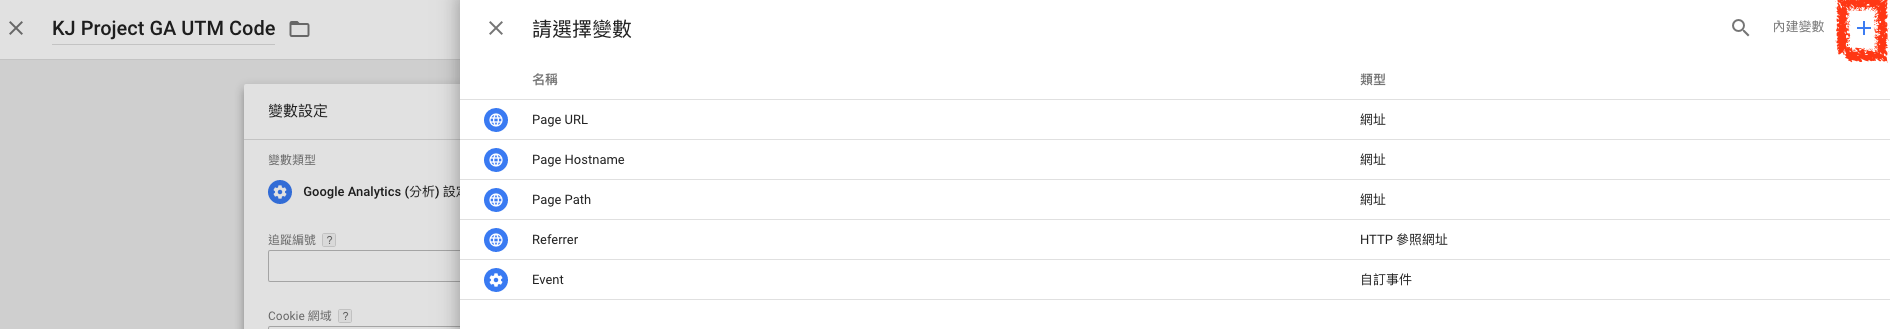 KJ Project GA UTM Code
變數設定
變數類型
Google Analytics (分析) 設
追蹤編號 ?
Cookie 網域 ?
請選擇變數
內建變數
名稱 類型
Page URL 網址
Page Hostname 網址
Page Path 網址
Referrer HTTP 參照網址
Event 自訂事件